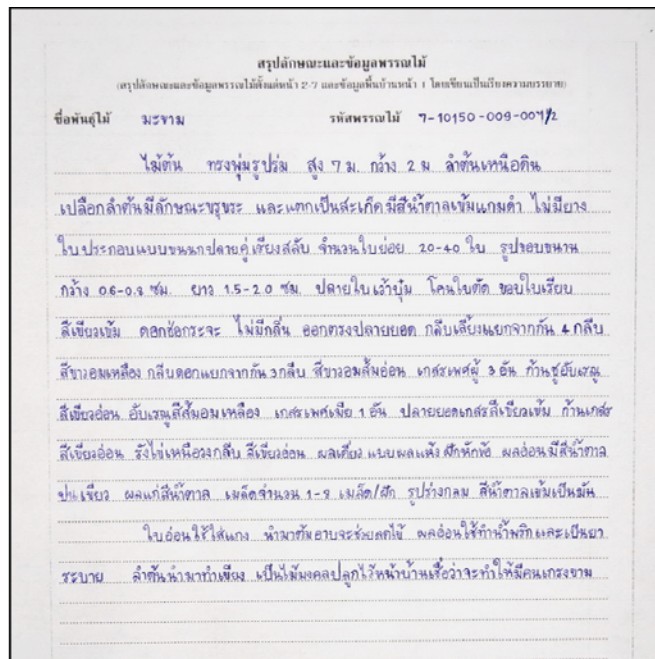 สรุปลักษณะและข้อมูลพรรณไม้
(สรุปลักษณะและข้อมูลพรรณไม้ตั้งแต่หน้า 2-7 และข้อมูลพื้นบ้านหน้า 1 โดยเขียนเป็นเรียงความบรรยาย)
ชื่อพันธุ์ไม้ มะขาม รหัสพรรณไม้ 7-10150-009-007/2
ไม้ต้น ทรงพุ่มรูปร่ม สูง 7 ม. กว้าง 2 ม ลำต้นเหนือดิน
เปลือกลำต้นมีลักษณะขรุขระ และแตกเป็นสะเก็ด มีสีน้ำตาลเข้มแกมดำ ไม่มียาง
ใบประกอบแบบขนนกปลายคู่เรียงสลับ จำนวนใบย่อย 20-40 ใบ รูปขอบขนาน
กว้าง 0.6-0.8 ซม. ยาว 1.5-2.0 ซม. ปลายใบเว้าบุ๋ม โคนใบตัด ขอบใบเรียบ
สีเขียวเข้ม ดอกช่อกระจะ ไม่มีกลิ่น ออกตรงปลายยอด กลีบเลี้ยงแยกจากกัน 4 กลีบ
สีขาวอมเหลือง กลีบดอกแยกจากกัน 3 กลีบ สีขาวอมส้มอ่อน เกสรเพศผู้ 3 อัน ก้านชูอับเรณู
สีเขียวอ่อน อับเรณูสีส้มอมเหลือง เกสรเพศเมีย 1 อัน ปลายยอดเกสรสีเขียวเข้ม ก้านเกสร
สีเขียวอ่อน รังไข่เหนือวงกลีบ สีเขียวอ่อน ผลเดี่ยว แบบผลแห้ง ฝักหักข้อ ผลอ่อนมีสีน้ำตาล
ปนเขียว ผลแก่สีน้ำตาล เมล็ดจำนวน 1-9 เมล็ด/ฝัก รูปร่างกลม สีน้ำตาลเข้มเป็นมัน
ใบอ่อนใช้ใส่แกง นำมาต้มอาบจะช่วยลดไข้ ผลอ่อนใช้ทำน้ำพริกและเป็นยา
ระบาย ลำต้นนำมาทำเขียง เป็นไม้มงคลปลูกไว้หน้าบ้านเชื่อว่าจะทำให้มีคนเกรงขาม